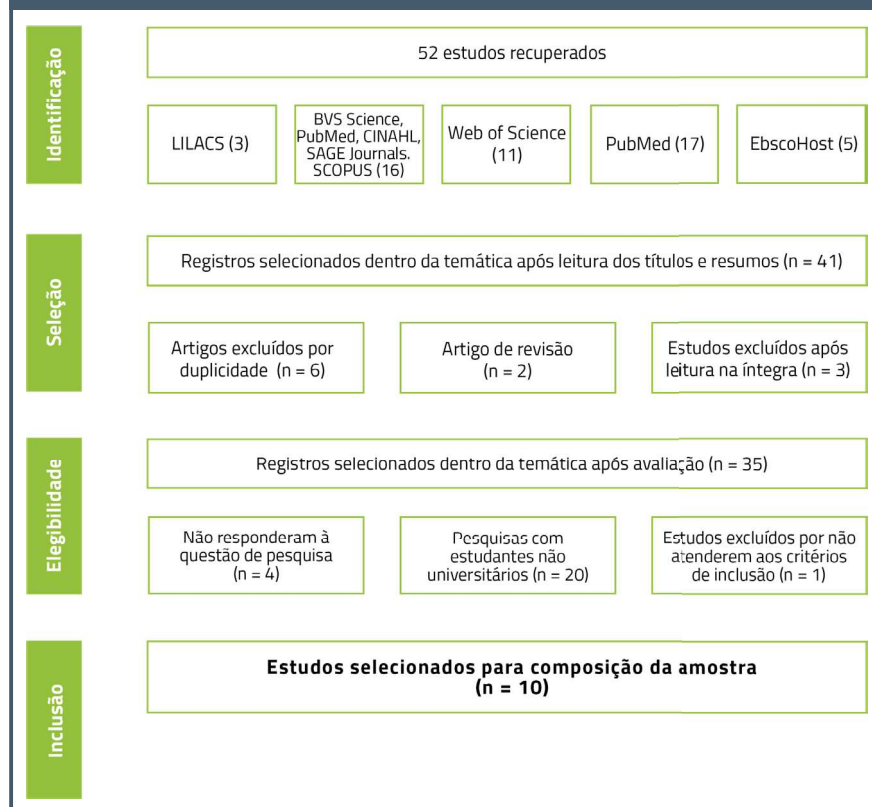 Identificação
52 estudos recuperados
LILACS (3)
BVS Science,
PubMed, CINAHL,
SAGE Journals.
SCOPUS (16)
Web of Science
(11)
PubMed (17)
EbscoHost (5)
Seleção
Registros selecionados dentro da temática após leitura dos títulos e resumos (n = 41)
Artigos excluídos por
duplicidade (n = 6)
Artigo de revisão
(n = 2)
Estudos excluídos após
leitura na íntegra (n = 3)
Elegibilidade
Registros selecionados dentro da temática após avaliação (n = 35)
Não responderam à
questão de pesquisa
(n = 4)
Pesquisas com
estudantes não
universitários (n = 20)
Estudos excluídos por não
atenderem aos critérios
de inclusão (n = 1)
Inclusão
Estudos selecionados para composição da amostra
(n = 10)